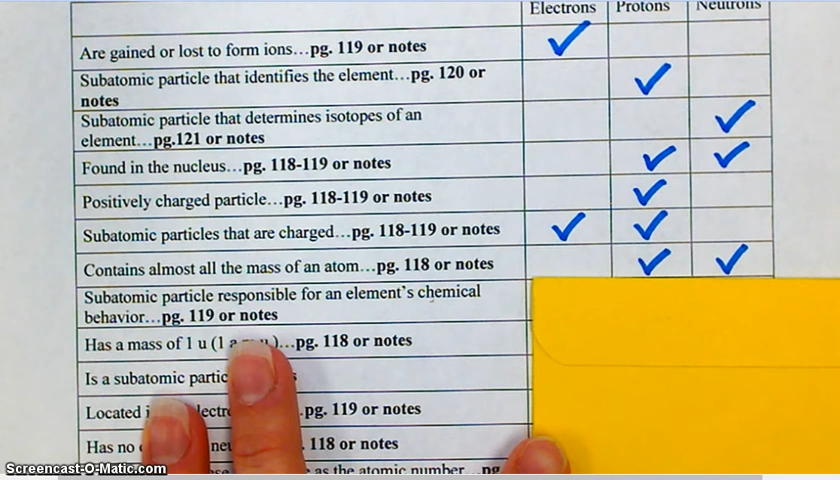 Electrons Protons Neutrons
Are gained or lost to form ions…pg. 119 or notes
Subatomic particle that identifies the element…pg. 120 or
notes
Subatomic particle that determines isotopes of an
element…pg.121 or notes
Found in the nucleus…pg. 118-119 or notes
Positively charged particle…pg. 118-119 or notes
Subatomic particles that are charged…pg. 118-119 or notes
Contains almost all the mass of an atom…pg. 118 or notes
Subatomic particle responsible for an element's chemical
behavior…pg. 119 or notes
Has a mass of 1 u (1 )…pg. 118 or notes
Is a subatomic
Located pg. 119 or notes
Has no 118 or notes
as the atomic number…pg
Screencast-O-Matic.com